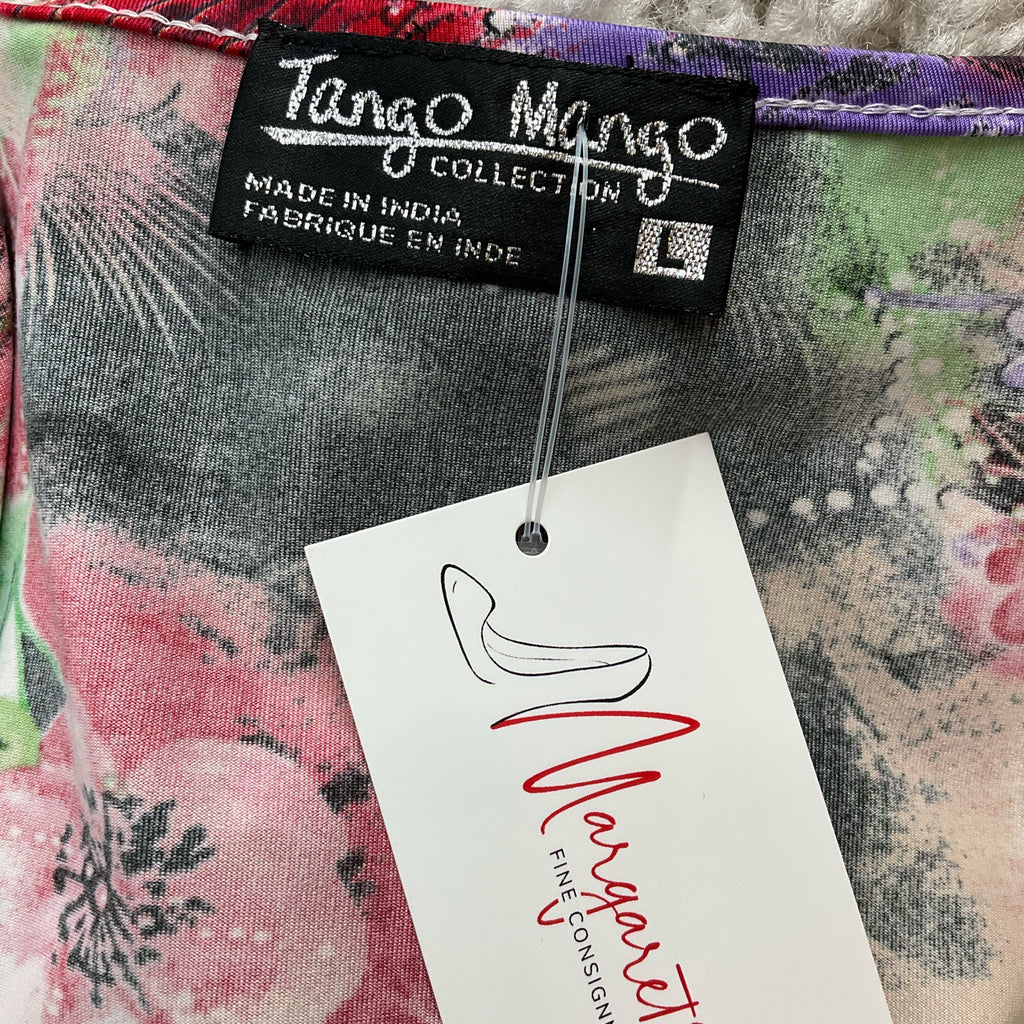 Tango Mango
COLLECTION
MADE IN INDIA
FABRIQUE EN INDE
L
Margaret
FINE CONSIGN